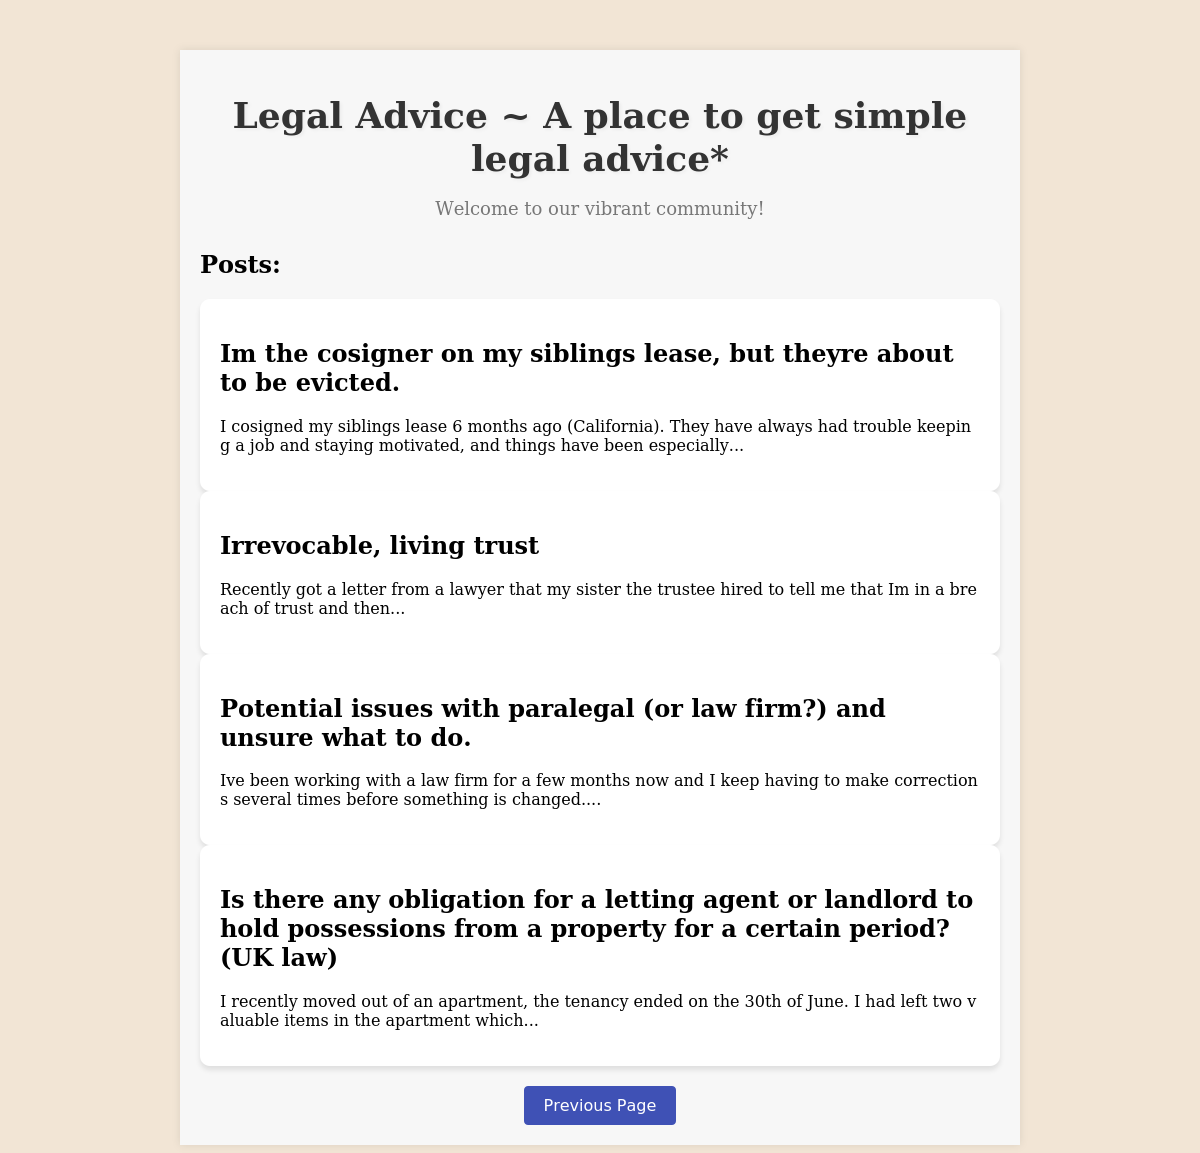 Legal Advice ~ A place to get simple
legal advice*
Welcome to our vibrant community!
Posts:
Im the cosigner on my siblings lease, but theyre about
to be evicted.
I cosigned my siblings lease 6 months ago (California). They have always had trouble keepin
g a job and staying motivated, and things have been especially...
Irrevocable, living trust
Recently got a letter from a lawyer that my sister the trustee hired to tell me that Im in a bre
ach of trust and then...
Potential issues with paralegal (or law firm?) and
unsure what to do.
Ive been working with a law firm for a few months now and I keep having to make correction
s several times before something is changed....
Is there any obligation for a letting agent or landlord to
hold possessions from a property for a certain period?
(UK law)
I recently moved out of an apartment, the tenancy ended on the 30th of June. I had left two v
aluable items in the apartment which...
Previous Page